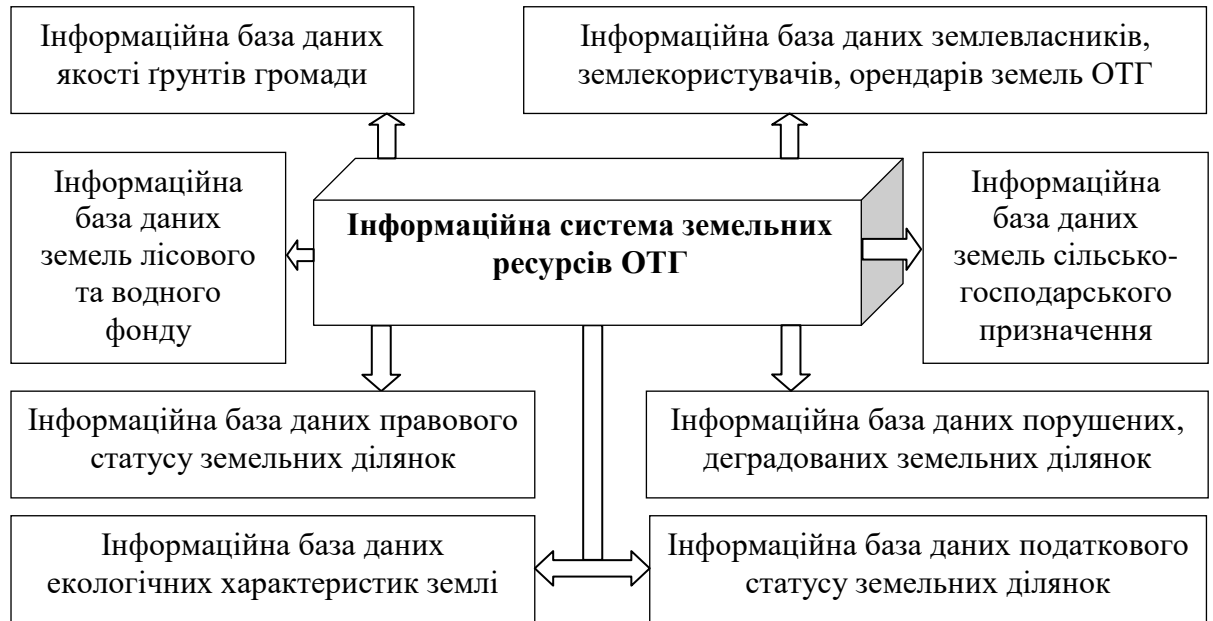 Інформаційна база даних
якості ґрунтів громади
Інформаційна база даних землевласників,
землекористувачів, орендарів земель ОТГ
Інформаційна
база даних
земель лісового
та водного
фонду
Інформаційна система земельних
ресурсів ОТГ
Інформаційна
база даних
земель сільсько-
господарського
призначення
Інформаційна база даних правового
статусу земельних ділянок
Інформаційна база даних порушених,
деградованих земельних ділянок
Інформаційна база даних
екологічних характеристик землі
Інформаційна база даних податкового
статусу земельних ділянок